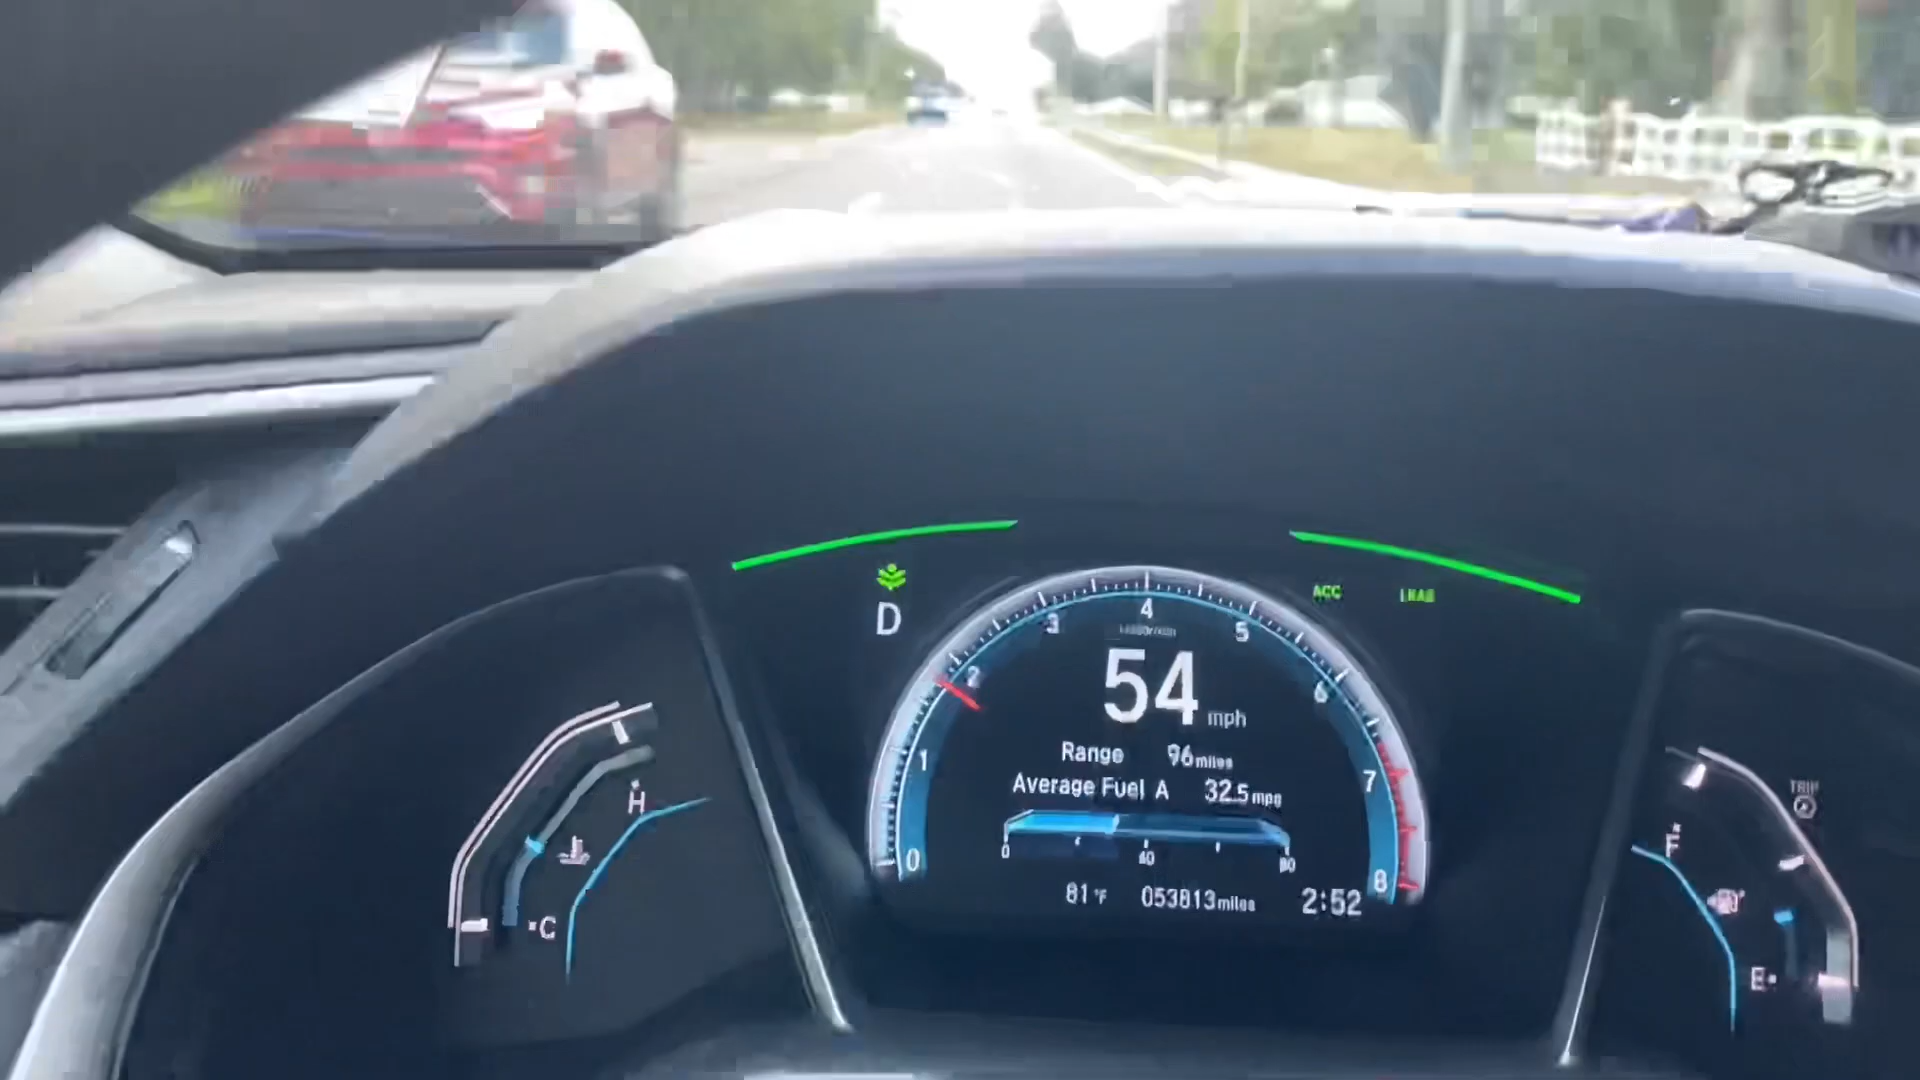 D
ACC
0 1 2 3 4 5 6 7 8
54 mph
Range 96 miles
Average Fuel A 32.5 mpg
0 40 80
81°F 053813 miles 2:52
H
C
TRIP
F
E